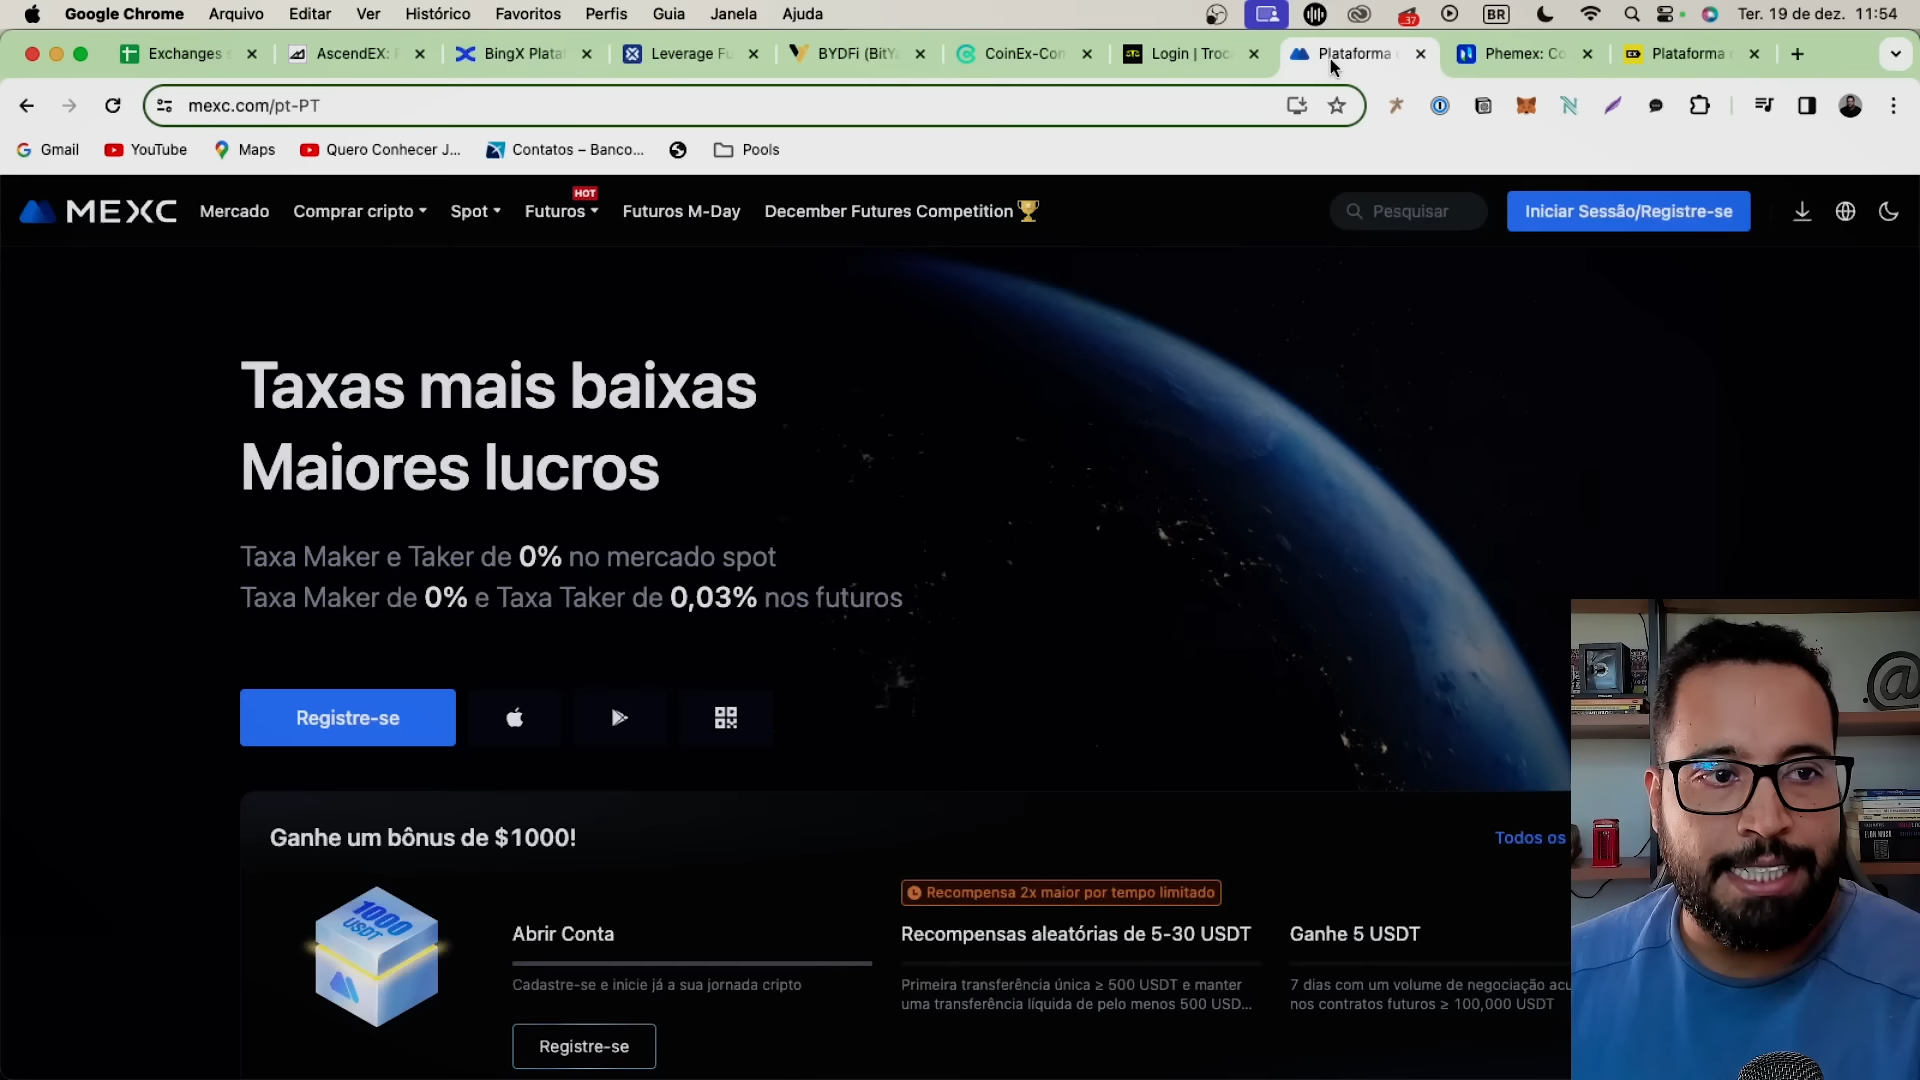 Google Chrome Arquivo Editar Ver Histórico Favoritos Perfis Guia Janela Ajuda
37 BR Ter. 19 de dez. 11:54
Exchanges AscendEX: BingX Plata Leverage Fu BYDFi (BitY CoinEx-Con Login | Troc Plataforma Phemex: Co Plataforma
mexc.com/pt-PT
Gmail YouTube Maps Quero Conhecer J... Contatos – Banco... Pools
MEXC Mercado Comprar cripto Spot Futuros HOT Futuros M-Day December Futures Competition Pesquisar Iniciar Sessão/Registre-se
Taxas mais baixas
Maiores lucros
Taxa Maker e Taker de 0% no mercado spot
Taxa Maker de 0% e Taxa Taker de 0,03% nos futuros
Registre-se
Ganhe um bônus de $1000!
Todos os
1000
USDT
Abrir Conta
Cadastre-se e inicie já a sua jornada cripto
Registre-se
Recompensa 2x maior por tempo limitado
Recompensas aleatórias de 5-30 USDT
Primeira transferência única ≥ 500 USDT e manter
uma transferência líquida de pelo menos 500 USD...
Ganhe 5 USDT
7 dias com um volume de negociação acu
nos contratos futuros ≥ 100,000 USDT
@
ELON MUSK